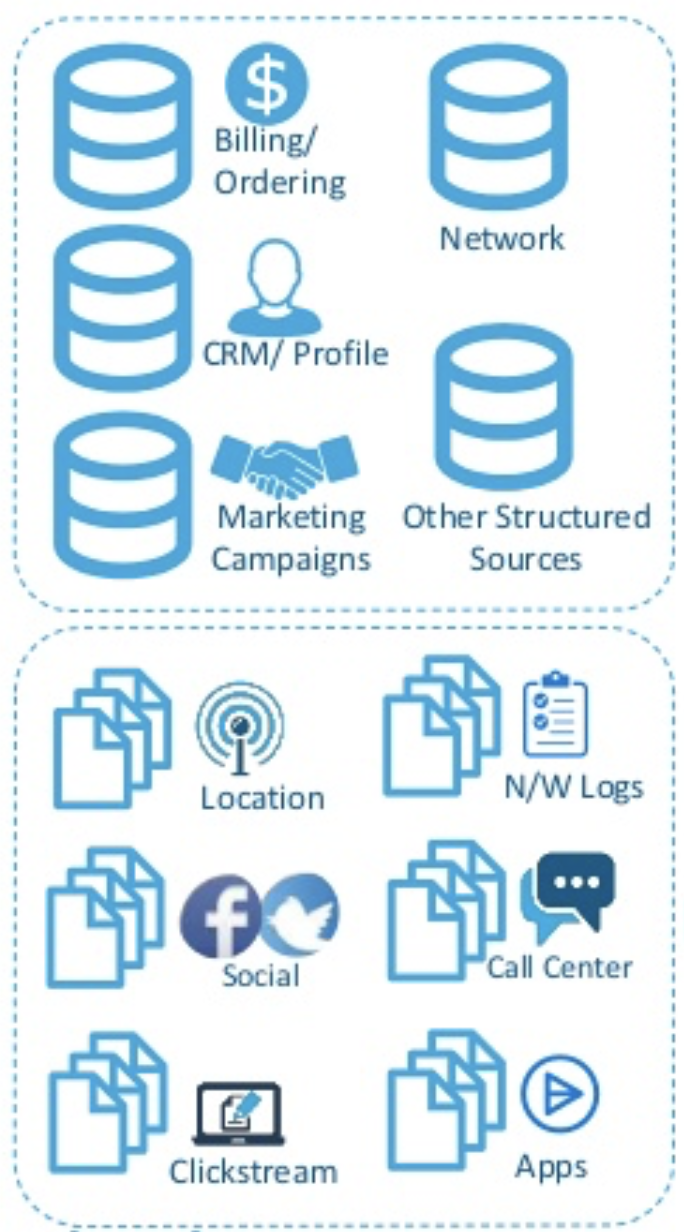 $
Billing/
Ordering
Network
CRM/ Profile
Marketing
Campaigns
Other Structured
Sources
Location
N/W Logs
f
Social
Call Center
Clickstream
Apps